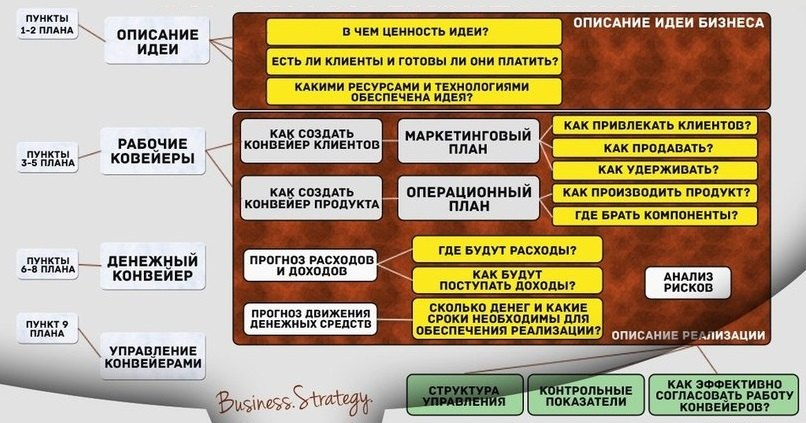 ПУНКТЫ
1-2 ПЛАНА
ОПИСАНИЕ
ИДЕИ
В ЧЕМ ЦЕННОСТЬ ИДЕИ?
ОПИСАНИЕ ИДЕИ БИЗНЕСА
ЕСТЬ ЛИ КЛИЕНТЫ И ГОТОВЫ ЛИ ОНИ ПЛАТИТЬ?
КАКИМИ РЕСУРСАМИ И ТЕХНОЛОГИЯМИ
ОБЕСПЕЧЕНА ИДЕЯ?
ПУНКТЫ
3-5 ПЛАНА
РАБОЧИЕ
КОВЕЙЕРЫ
КАК СОЗДАТЬ
КОНВЕЙЕР КЛИЕНТОВ
МАРКЕТИНГОВЫЙ
ПЛАН
КАК ПРИВЛЕКАТЬ КЛИЕНТОВ?
КАК ПРОДАВАТЬ?
КАК УДЕРЖИВАТЬ?
КАК СОЗДАТЬ
КОНВЕЙЕР ПРОДУКТА
ОПЕРАЦИОННЫЙ
ПЛАН
КАК ПРОИЗВОДИТЬ ПРОДУКТ?
ГДЕ БРАТЬ КОМПОНЕНТЫ?
ПУНКТЫ
6-8 ПЛАНА
ДЕНЕЖНЫЙ
КОНВЕЙЕР
ПРОГНОЗ РАСХОДОВ
И ДОХОДОВ
ГДЕ БУДУТ РАСХОДЫ?
КАК БУДУТ
ПОСТУПАТЬ ДОХОДЫ?
АНАЛИЗ
РИСКОВ
ПРОГНОЗ ДВИЖЕНИЯ
ДЕНЕЖНЫХ СРЕДСТВ
СКОЛЬКО ДЕНЕГ И КАКИЕ
СРОКИ НЕОБХОДИМЫ ДЛЯ
ОБЕСПЕЧЕНИЯ РЕАЛИЗАЦИИ?
ОПИСАНИЕ РЕАЛИЗАЦИИ
ПУНКТ 9
ПЛАНА
УПРАВЛЕНИЕ
КОНВЕЙЕРАМИ
Business.Strategy.
СТРУКТУРА
УПРАВЛЕНИЯ
КОНТРОЛЬНЫЕ
ПОКАЗАТЕЛИ
КАК ЭФФЕКТИВНО
СОГЛАСОВАТЬ РАБОТУ
КОНВЕЙЕРОВ?